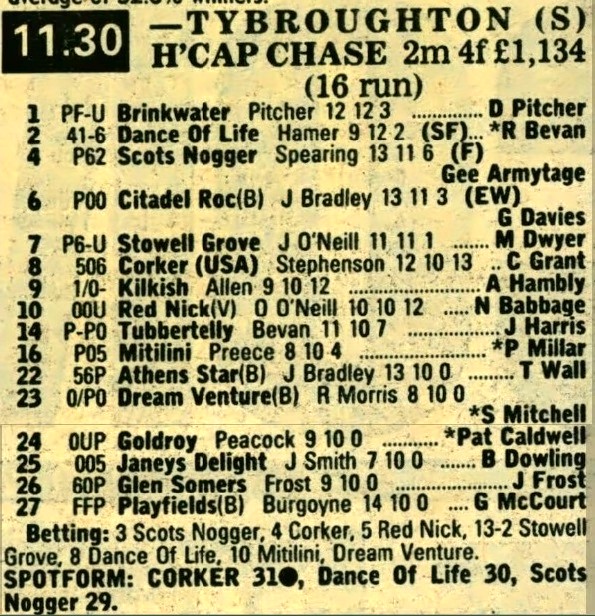 11.30 —TYBROUGHTON (S)
H'CAP CHASE 2m 4f £1,134
(16 run)
1 PF-U Brinkwater Pitcher 12 12 3 .............. D Pitcher
2 41-6 Dance Of Life Hamer 9 12 2 (SF)... *R Bevan
4 P62 Scots Nogger Spearing 13 11 6 (F)
Gee Armytage
6 P00 Citadel Roc(B) J Bradley 13 11 3 (EW)
G Davies
7 P6-U Stowell Grove J O'Neill 11 11 1 ....... M Dwyer
8 506 Corker (USA) Stephenson 12 10 13 .. C Grant
9 1/0- Kilkish Allen 9 10 12 ..................... A Hambly
10 00U Red Nick(V) O O'Neill 10 10 12 ..... N Babbage
14 P-P0 Tubbertelly Bevan 11 10 7 ................. J Harris
16 P05 Mitilini Preece 8 10 4 ..................... *P Millar
22 56P Athens Star(B) J Bradley 13 10 0 ......... T Wall
23 0/P0 Dream Venture(B) R Morris 8 10 0
*S Mitchell
24 0UP Goldroy Peacock 9 10 0 ........... *Pat Caldwell
25 005 Janeys Delight J Smith 7 10 0 ....... B Dowling
26 60P Glen Somers Frost 9 10 0 ..................... J Frost
27 FFP Playfields(B) Burgoyne 14 10 0 .... G McCourt
Betting: 3 Scots Nogger, 4 Corker, 5 Red Nick, 13-2 Stowell
Grove, 8 Dance Of Life, 10 Mitilini, Dream Venture.
SPOTFORM: CORKER 31●, Dance Of Life 30, Scots
Nogger 29.